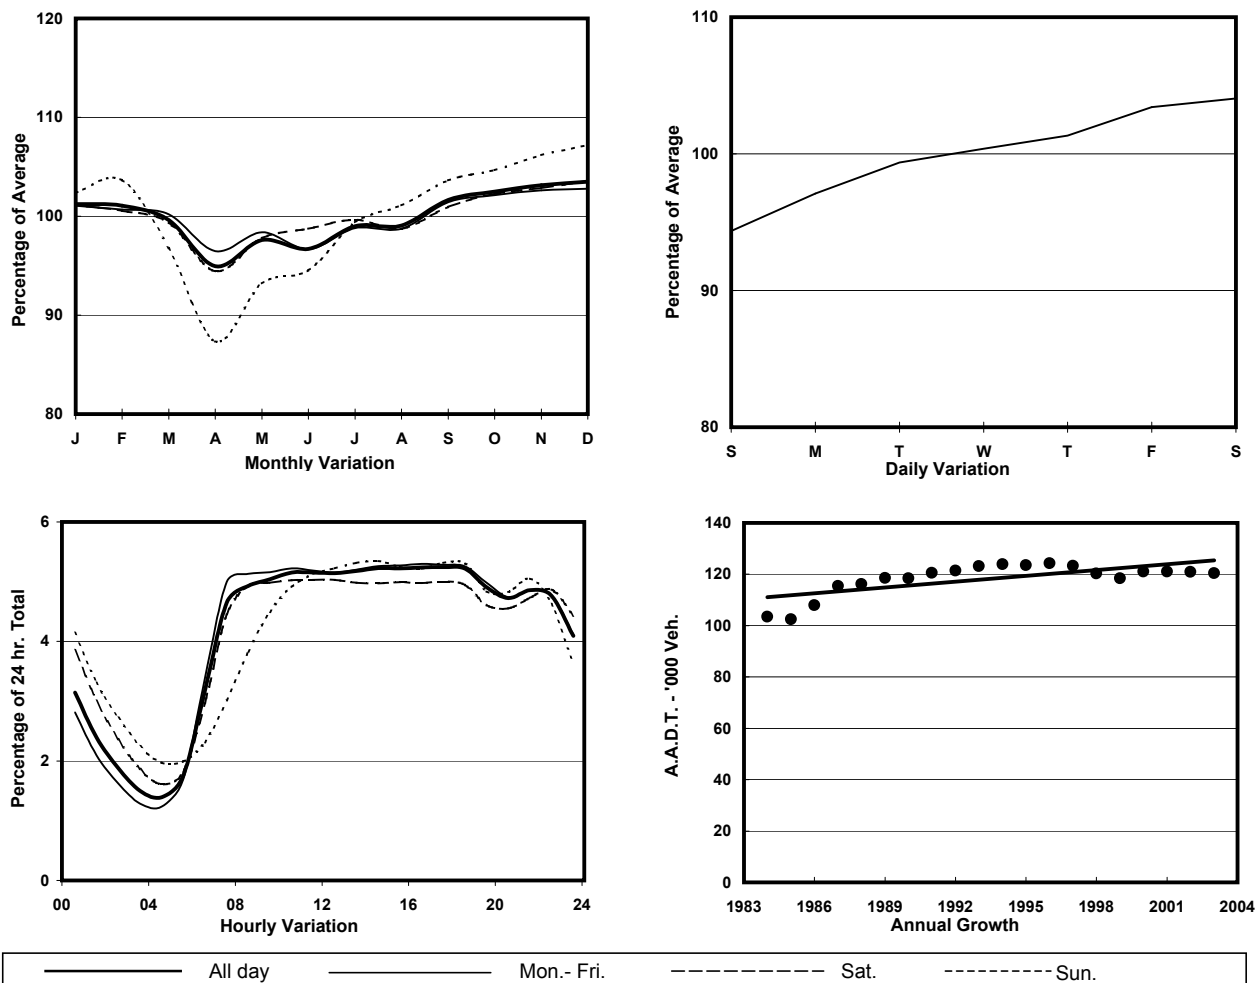 120
110
100
90
80
Percentage of Average
J F M A M J J A S O N D
Monthly Variation
110
100
90
80
Percentage of Average
S M T W T F S
Daily Variation
6
4
2
0
Percentage of 24 hr. Total
00 04 08 12 16 20 24
Hourly Variation
140
120
100
80
60
40
20
0
A.A.D.T. - '000 Veh.
1983 1986 1989 1992 1995 1998 2001 2004
Annual Growth
All day Mon.- Fri. Sat. Sun.